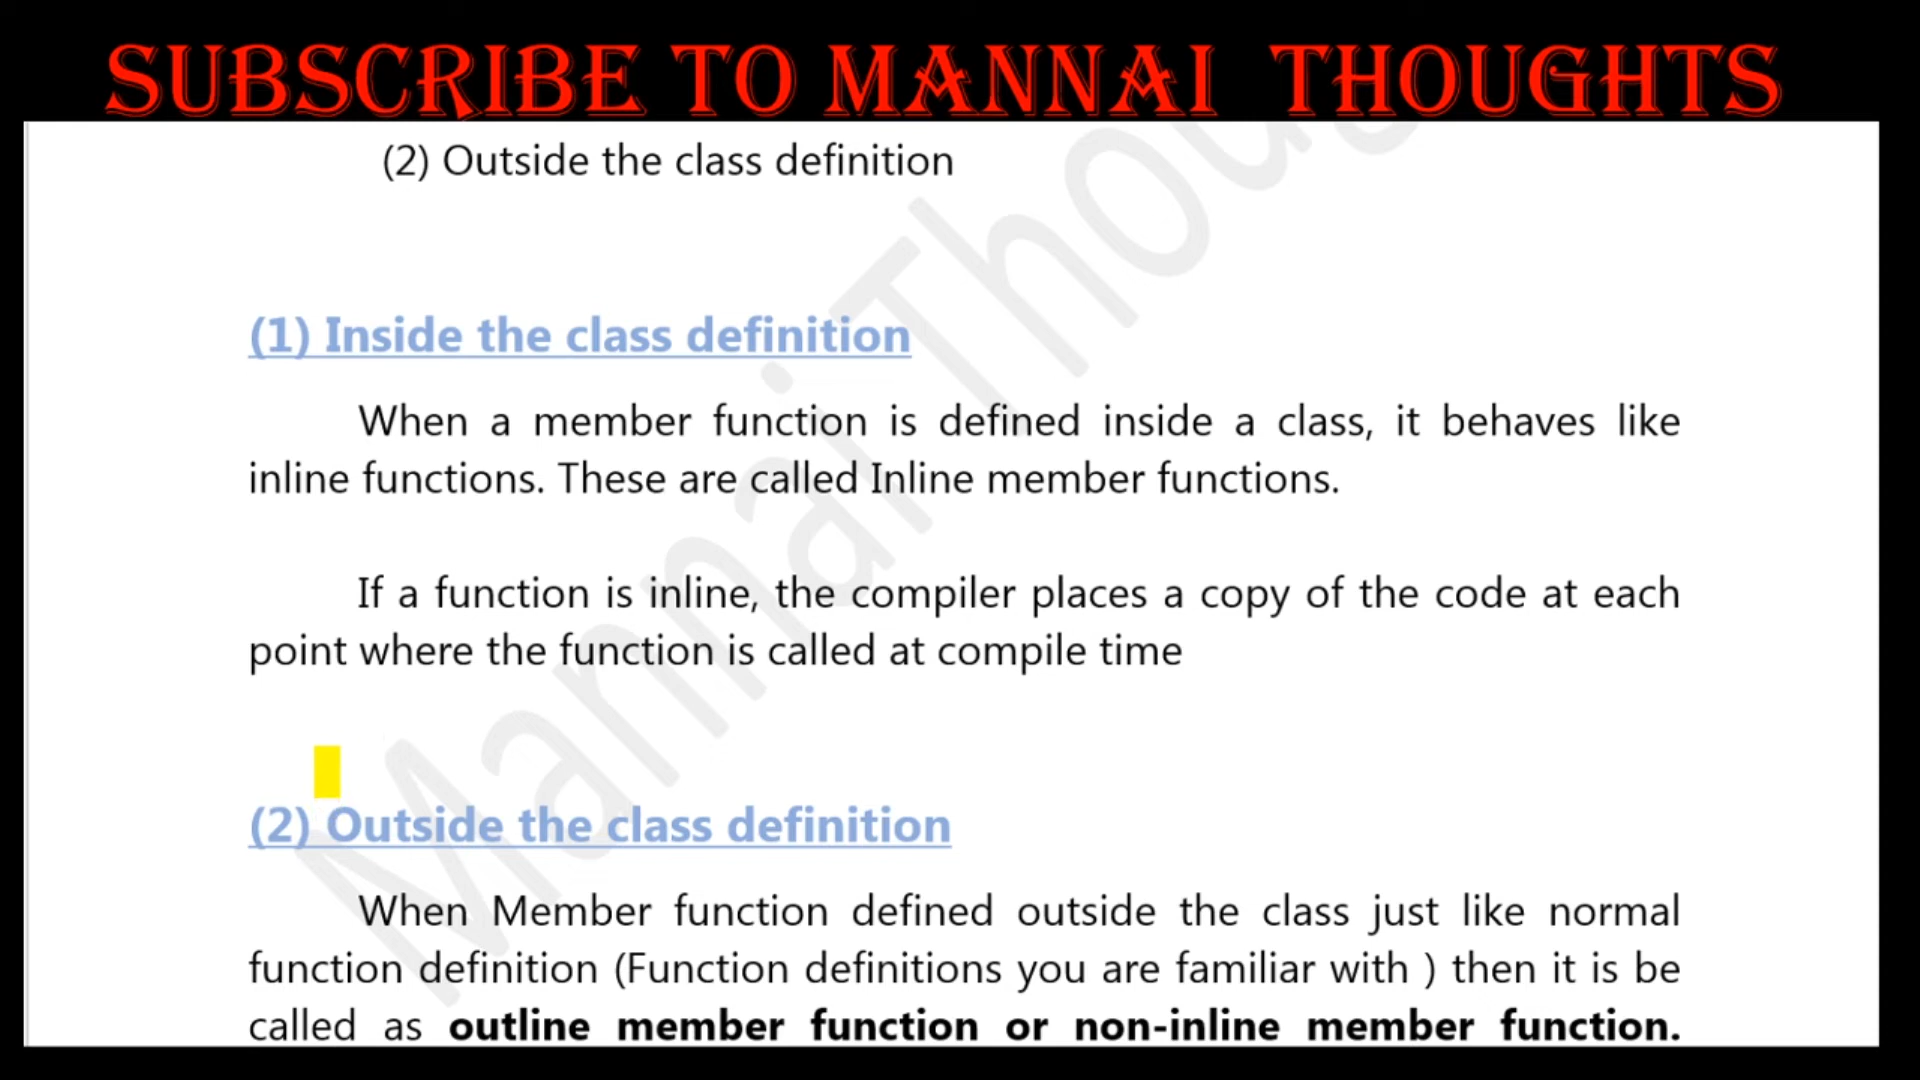 SUBSCRIBE TO MANNAI THOUGHTS
(2) Outside the class definition
(1) Inside the class definition
When a member function is defined inside a class, it behaves like
inline functions. These are called Inline member functions.
If a function is inline, the compiler places a copy of the code at each
point where the function is called at compile time
(2) Outside the class definition
When Member function defined outside the class just like normal
function definition (Function definitions you are familiar with ) then it is be
called as outline member function or non-inline member function.
Mannai Thoug